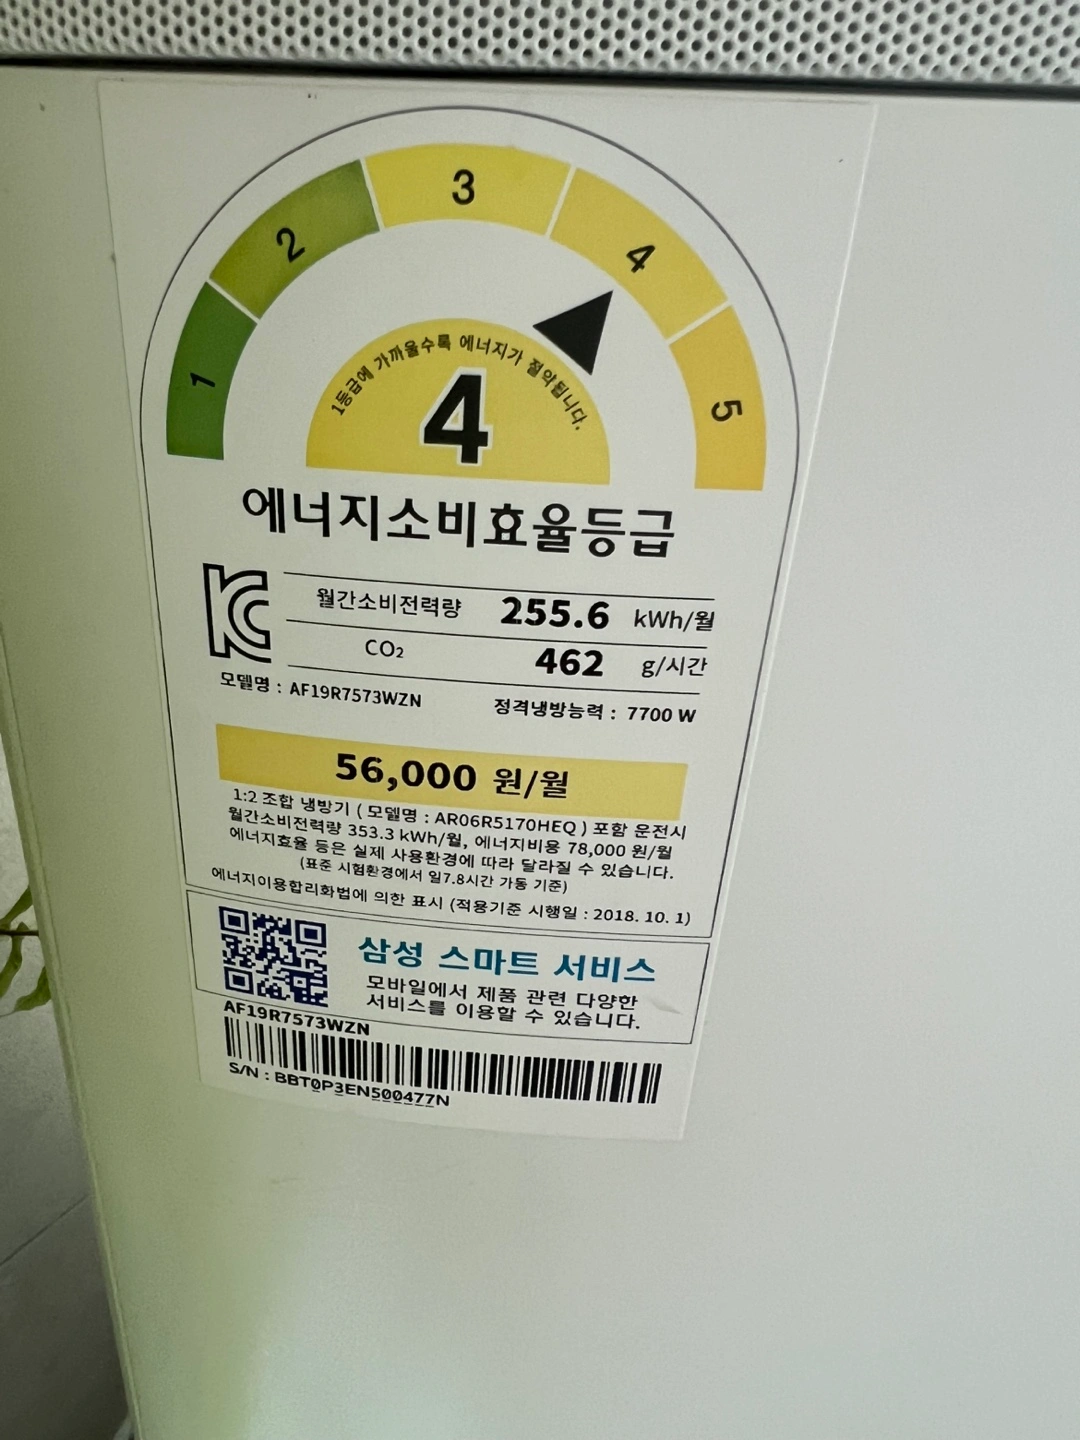 1
2
3
4
5
1등급에 가까울수록 에너지가 절약됩니다.
4
에너지소비효율등급
KC
월간소비전력량 255.6 kWh/월
CO₂ 462 g/시간
모델명 : AF19R7573WZN 정격냉방능력 : 7700 W
56,000 원/월
1:2 조합 냉방기 ( 모델명 : AR06R5170HEQ ) 포함 운전시
월간소비전력량 353.3 kWh/월, 에너지비용 78,000 원/월
에너지효율 등은 실제 사용환경에 따라 달라질 수 있습니다.
(표준 시험환경에서 일7.8시간 가동 기준)
에너지이용합리화법에 의한 표시 (적용기준 시행일 : 2018. 10. 1)
삼성 스마트 서비스
모바일에서 제품 관련 다양한
서비스를 이용할 수 있습니다.
AF19R7573WZN
S/N : BBT0P3EN500477N